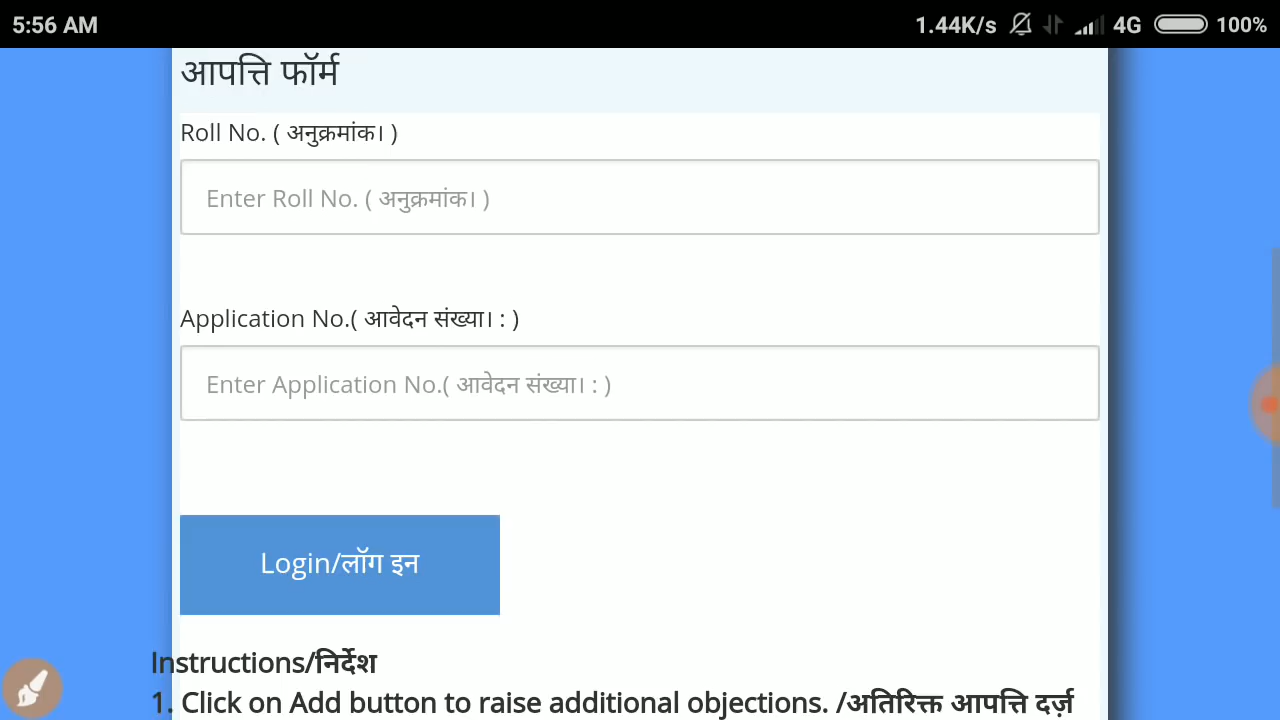 5:56 AM 1.44K/s 4G 100%
आपत्ति फॉर्म
Roll No. ( अनुक्रमांक। )
Enter Roll No. ( अनुक्रमांक। )
Application No.( आवेदन संख्या। : )
Enter Application No.( आवेदन संख्या। : )
Login/लॉग इन
Instructions/निर्देश
1. Click on Add button to raise additional objections. /अतिरिक्त आपत्ति दर्ज़